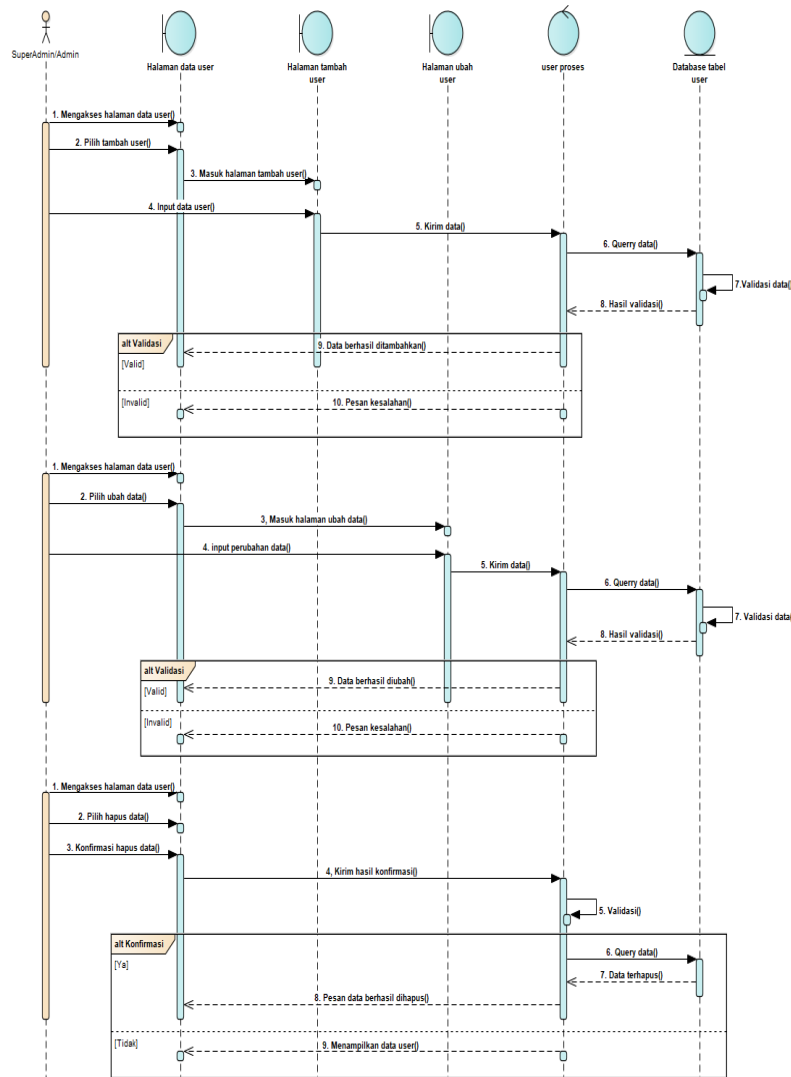 SuperAdmin/Admin
Halaman data user
Halaman tambah
user
Halaman ubah
user
user proses
Database tabel
user
1. Mengakses halaman data user()
2. Pilih tambah user()
3. Masuk halaman tambah user()
4. Input data user()
5. Kirim data()
6. Querry data()
7.Validasi data()
8. Hasil validasi()
alt Validasi
9. Data berhasil ditambahkan()
[Valid]
[Invalid]
10. Pesan kesalahan()
1. Mengakses halaman data user()
2. Pilih ubah data()
3, Masuk halaman ubah data()
4. input perubahan data()
5. Kirim data()
6. Querry data()
7. Validasi data()
8. Hasil validasi()
alt Validasi
9. Data berhasil diubah()
[Valid]
[Invalid]
10. Pesan kesalahan()
1. Mengakses halaman data user()
2. Pilih hapus data()
3. Konfirmasi hapus data()
4, Kirim hasil konfirmasi()
5. Validasi()
alt Konfirmasi
6. Query data()
[Ya]
7. Data terhapus()
8. Pesan data berhasil dihapus()
[Tidak]
9. Menampilkan data user()